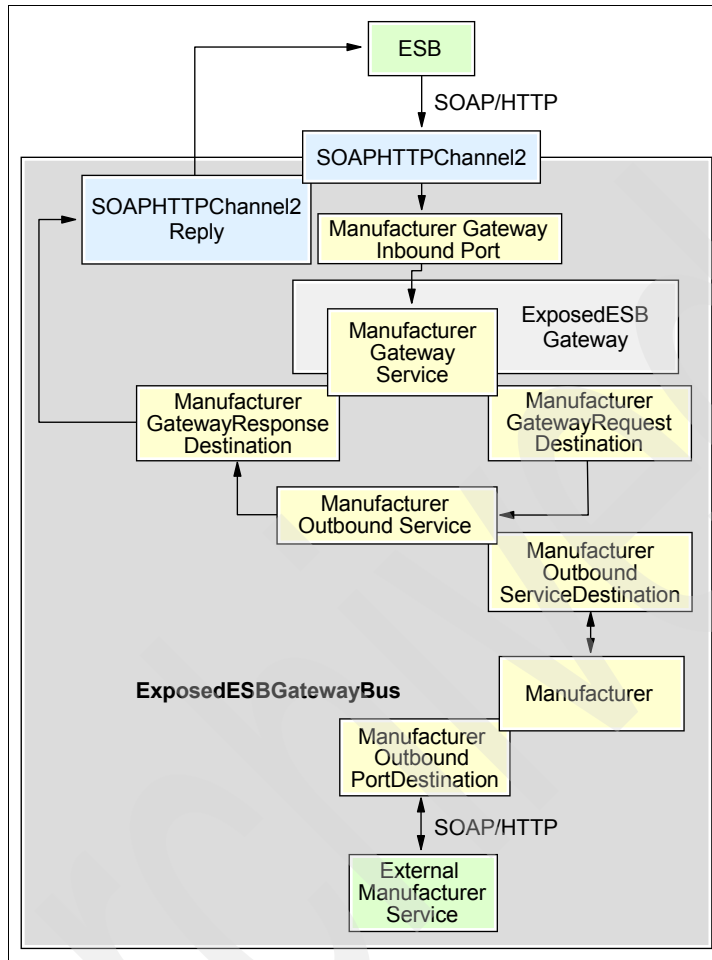 ESB
SOAP/HTTP
SOAPHTTPChannel2
SOAPHTTPChannel2
Reply
Manufacturer Gateway
Inbound Port
ExposedESB
Gateway
Manufacturer
Gateway
Service
Manufacturer
GatewayResponse
Destination
Manufacturer
GatewayRequest
Destination
Manufacturer
Outbound Service
Manufacturer
Outbound
ServiceDestination
ExposedESBGatewayBus
Manufacturer
Manufacturer
Outbound
PortDestination
SOAP/HTTP
External
Manufacturer
Service